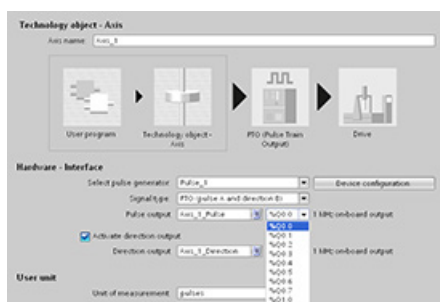 Technology object - Axis
Axis name: Axis_1
User program
Technology object - Axis
PTO (Pulse Train Output)
Drive
Hardware - Interface
Select pulse generator: Pulse_1
Device configuration
Signal type: PTO (pulse A and direction B)
Pulse output: Axis_1_Pulse %Q0.0 1 MHz on-board output
%Q0.0
Activate direction output
%Q0.1
%Q0.2
Direction output: Axis_1_Direction
%Q0.3
1 MHz on-board output
%Q0.4
%Q0.5
User unit
%Q0.6
Unit of measurement: pulses
%Q0.7
%Q1.0